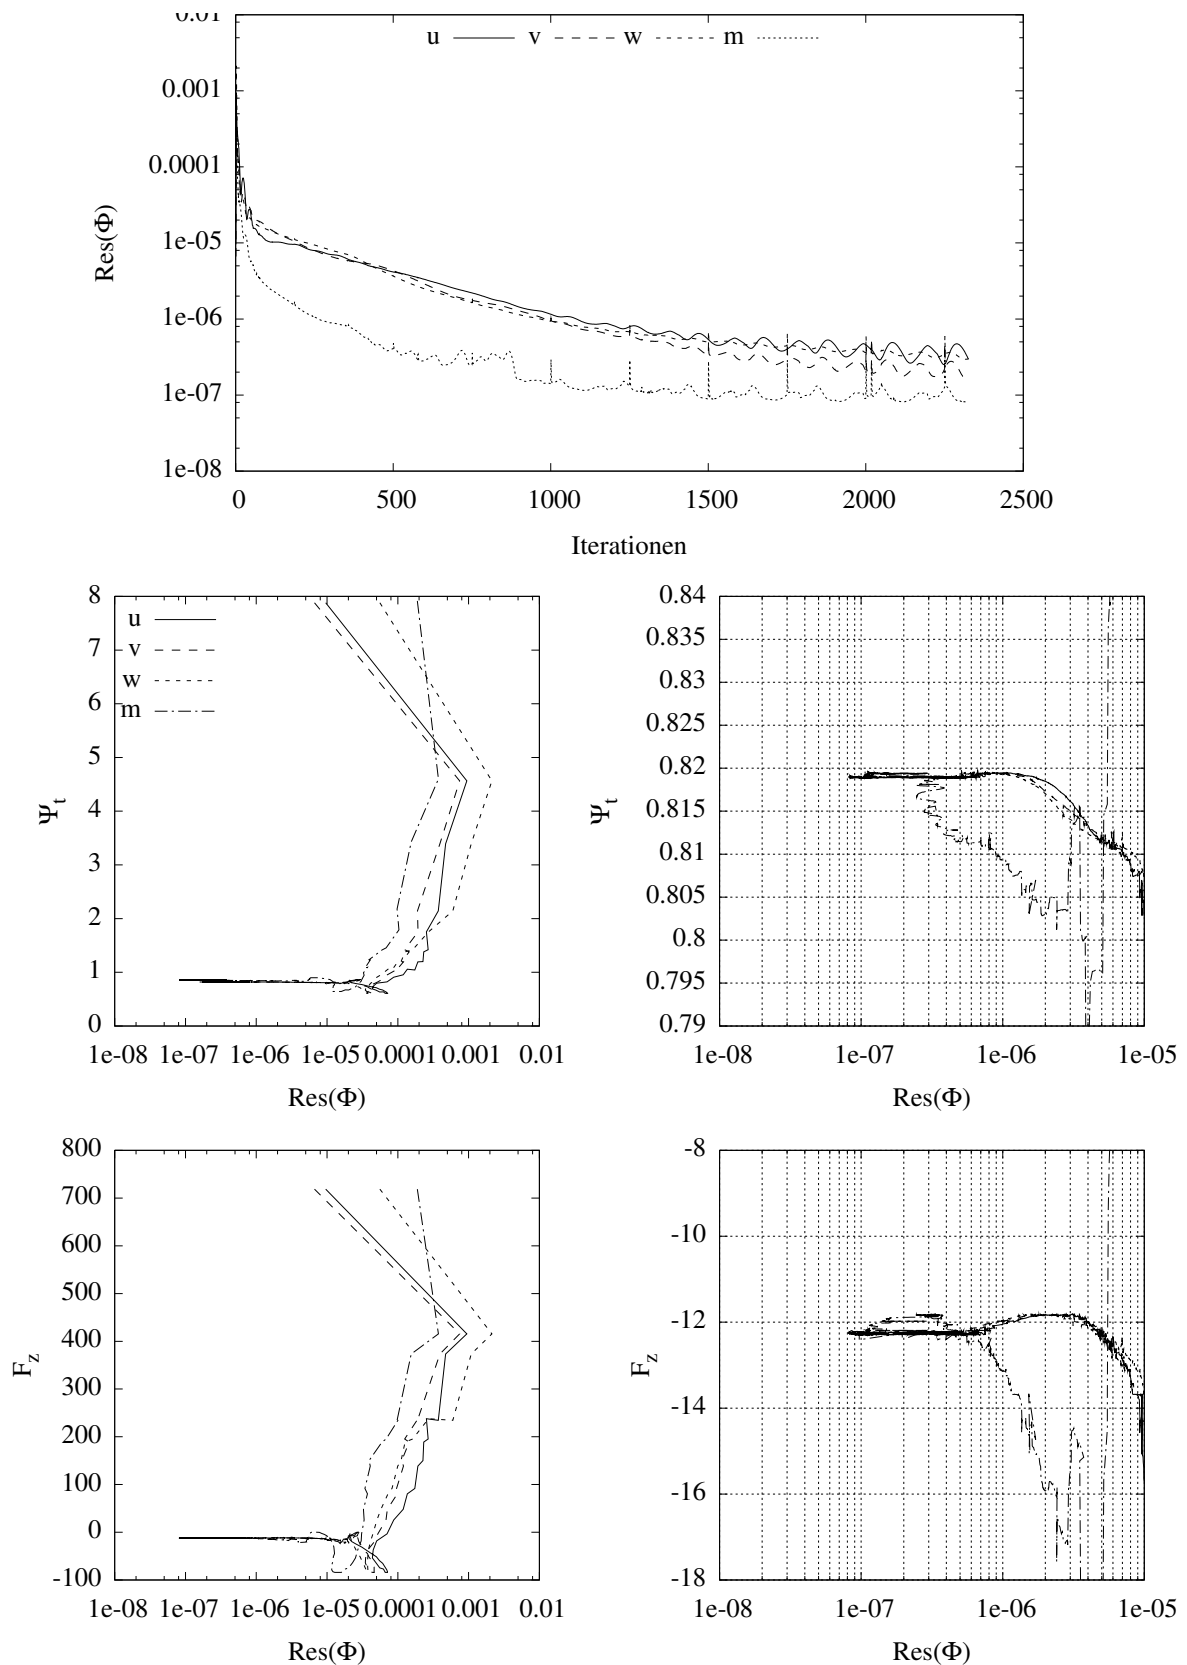 0.01
u v w m
0.001
0.0001
1e-05
1e-06
1e-07
1e-08
Res(Φ)
0 500 1000 1500 2000 2500
Iterationen
8
7
6
5
4
3
2
1
0
Ψt
u
v
w
m
1e-08 1e-07 1e-06 1e-05 0.0001 0.001 0.01
Res(Φ)
0.84
0.835
0.83
0.825
0.82
0.815
0.81
0.805
0.8
0.795
0.79
Ψt
1e-08 1e-07 1e-06 1e-05
Res(Φ)
800
700
600
500
400
300
200
100
0
-100
Fz
1e-08 1e-07 1e-06 1e-05 0.0001 0.001 0.01
Res(Φ)
-8
-10
-12
-14
-16
-18
Fz
1e-08 1e-07 1e-06 1e-05
Res(Φ)